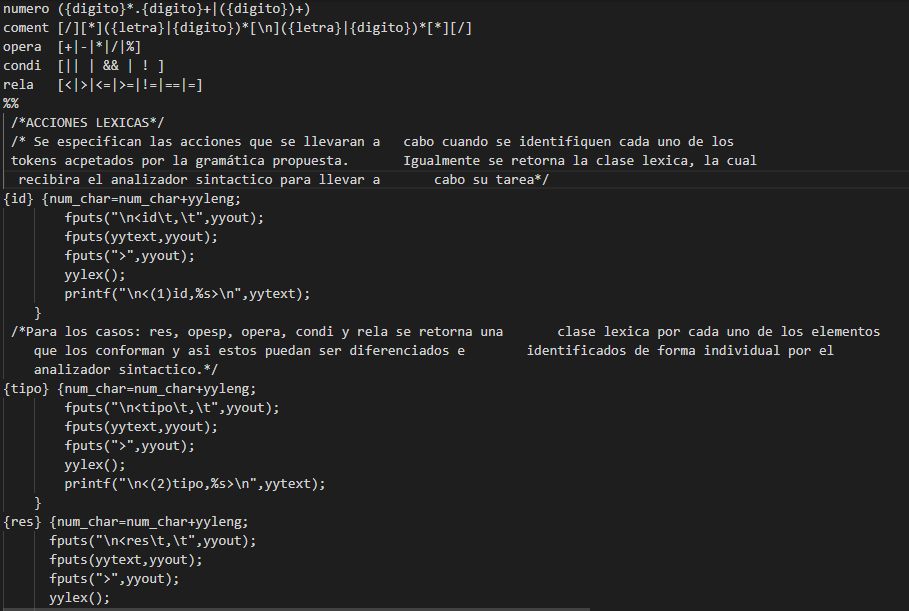 numero ({digito}*.{digito}+|({digito})+)
coment [/][*]({letra}|{digito})*[\n]({letra}|{digito})*[*][/]
opera  [+|-|*|/|%]
condi  [|| | && | ! ]
rela   [<|>|<=|>=|!=|==|=]
%%
 /*ACCIONES LEXICAS*/
 /* Se especifican las acciones que se llevaran a   cabo cuando se identifiquen cada uno de los
 tokens acpetados por la gramática propuesta.       Igualmente se retorna la clase lexica, la cual
  recibira el analizador sintactico para llevar a       cabo su tarea*/
{id} {num_char=num_char+yyleng;
        fputs("\n<id\t,\t",yyout);
        fputs(yytext,yyout);
        fputs(">",yyout);
        yylex();
        printf("\n<(1)id,%s>\n",yytext);
    }
 /*Para los casos: res, opesp, opera, condi y rela se retorna una       clase lexica por cada uno de los elementos
    que los conforman y asi estos puedan ser diferenciados e        identificados de forma individual por el
    analizador sintactico.*/
{tipo} {num_char=num_char+yyleng;
        fputs("\n<tipo\t,\t",yyout);
        fputs(yytext,yyout);
        fputs(">",yyout);
        yylex();
        printf("\n<(2)tipo,%s>\n",yytext);
    }
{res} {num_char=num_char+yyleng;
      fputs("\n<res\t,\t",yyout);
      fputs(yytext,yyout);
      fputs(">",yyout);
      yylex();